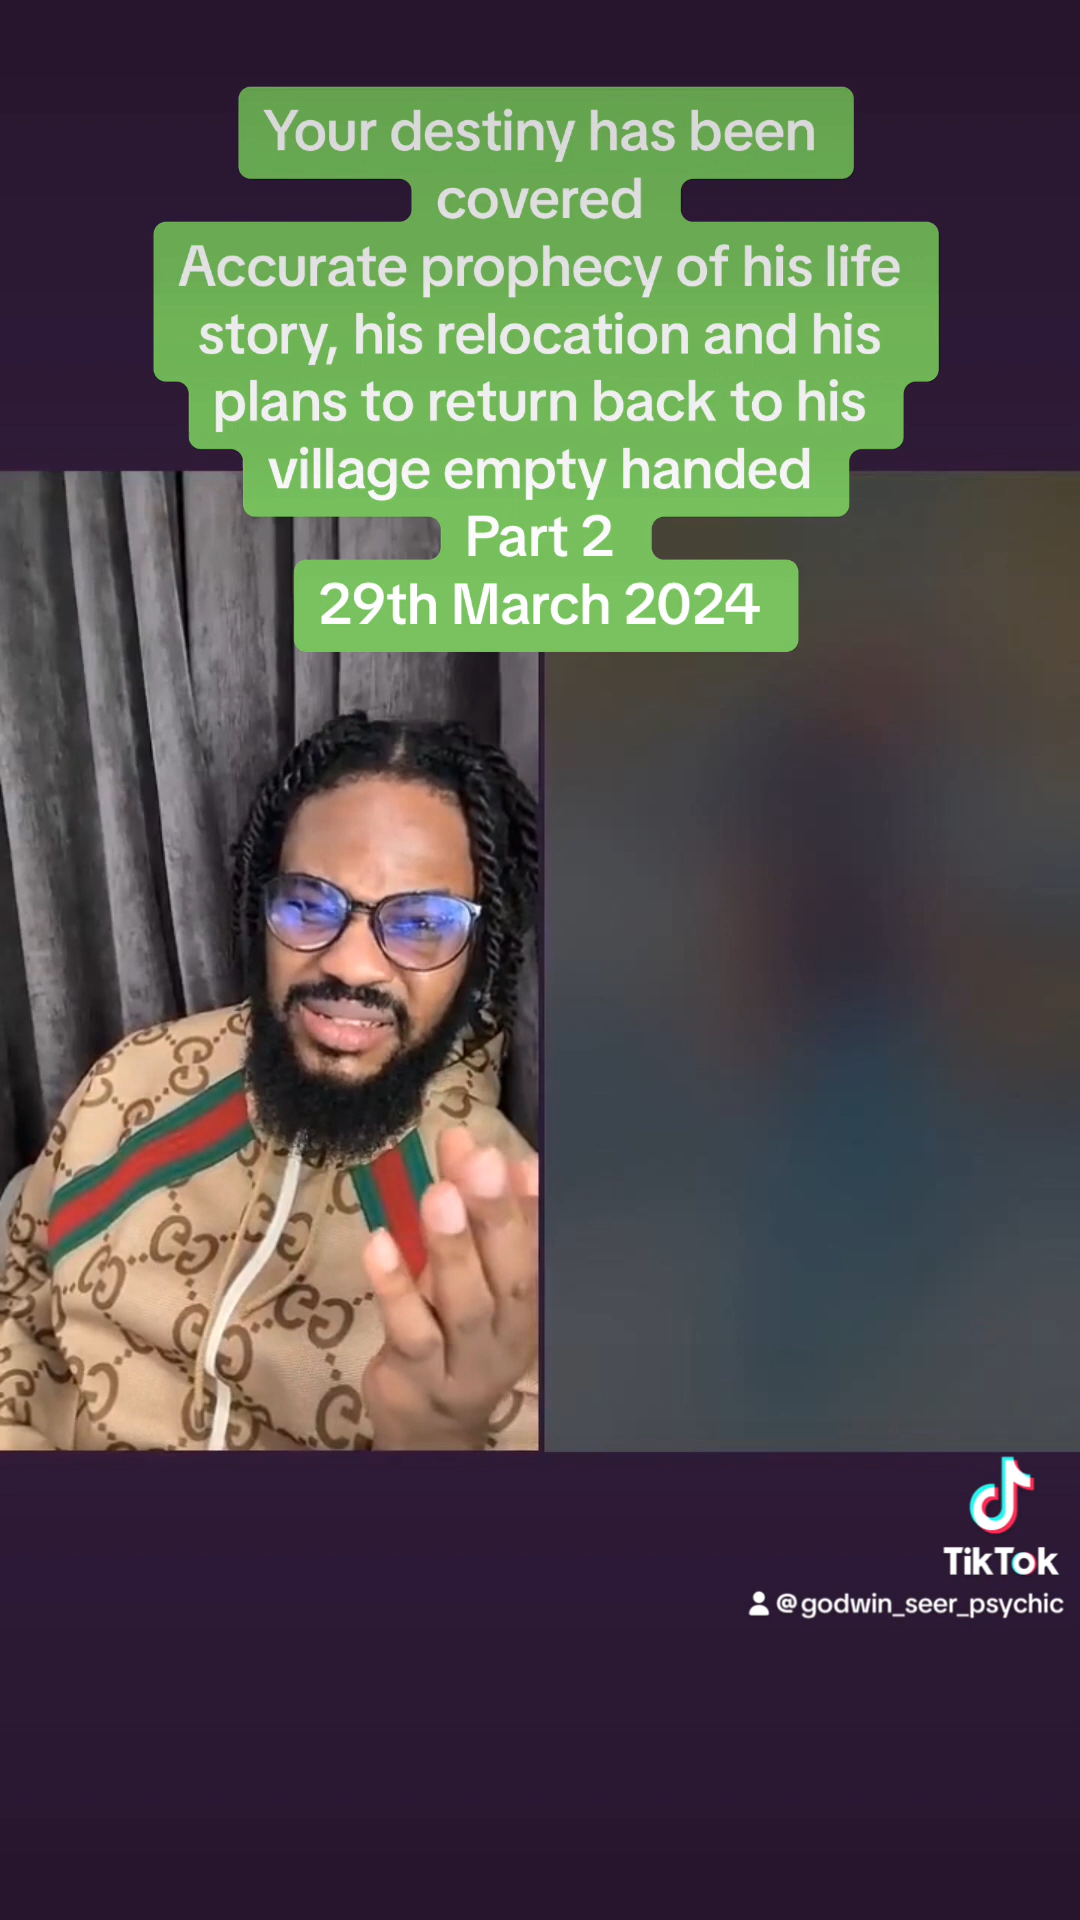 Your destiny has been
covered
Accurate prophecy of his life
story, his relocation and his
plans to return back to his
village empty handed
Part 2
29th March 2024
TikTok
@godwin_seer_psychic